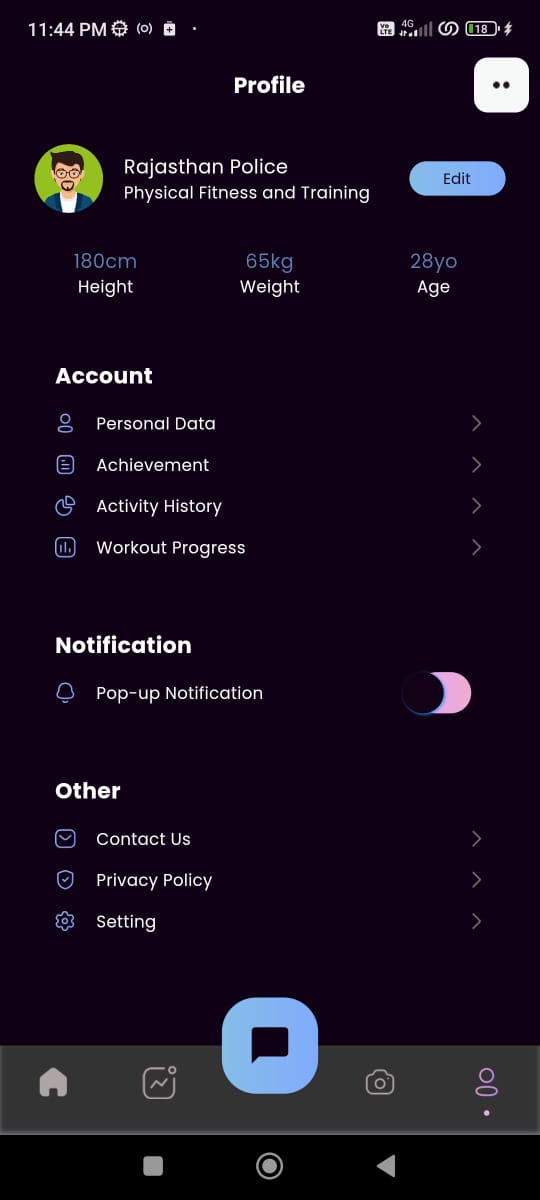 11:44 PM
Vo LTE 4G 18
Profile
Rajasthan Police
Physical Fitness and Training
Edit
180cm 65kg 28yo
Height Weight Age
Account
Personal Data
Achievement
Activity History
Workout Progress
Notification
Pop-up Notification
Other
Contact Us
Privacy Policy
Setting